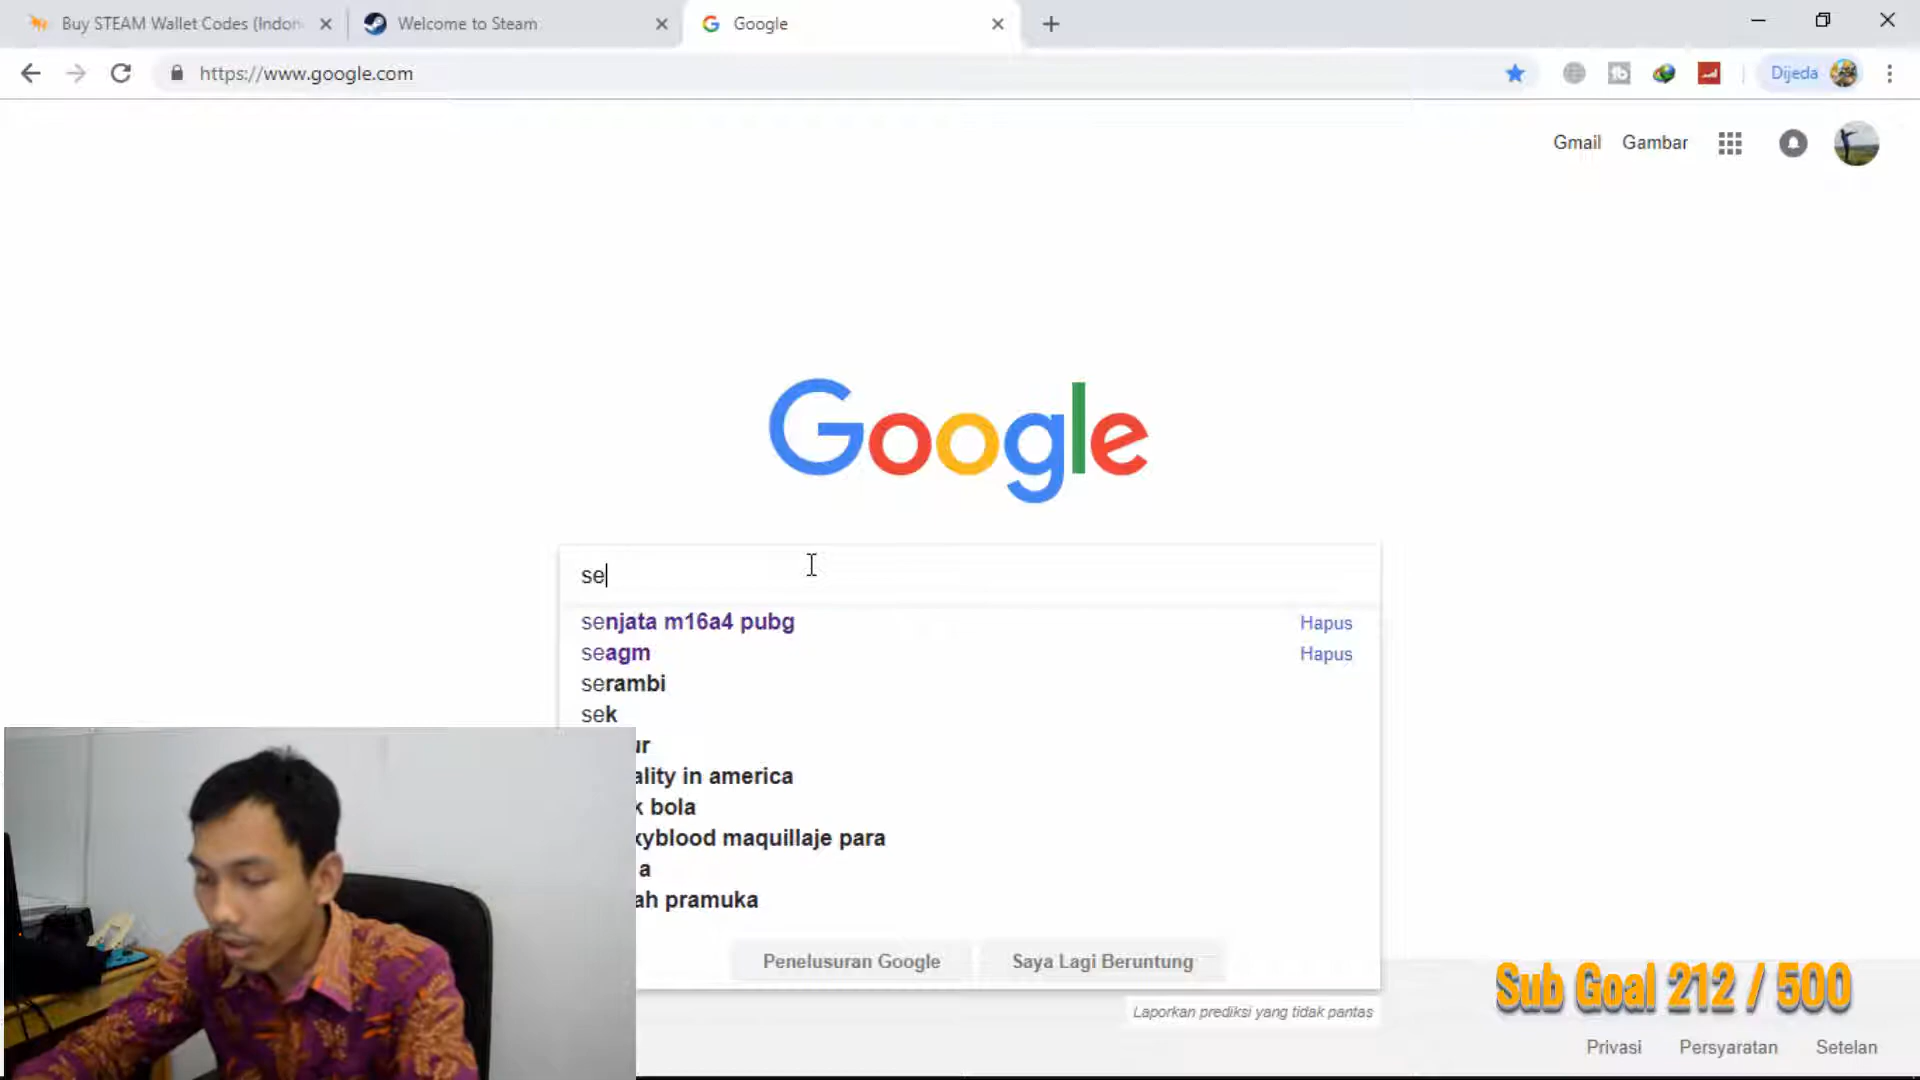 Buy STEAM Wallet Codes (Indon
Welcome to Steam
Google
https://www.google.com
Dijeda
Gmail
Gambar
Google
se
senjata m16a4 pubg
Hapus
seagm
Hapus
serambi
sek
ur
ality in america
k bola
xyblood maquillaje para
a
ah pramuka
Penelusuran Google
Saya Lagi Beruntung
Laporkan prediksi yang tidak pantas
Sub Goal 212 / 500
Privasi
Persyaratan
Setelan